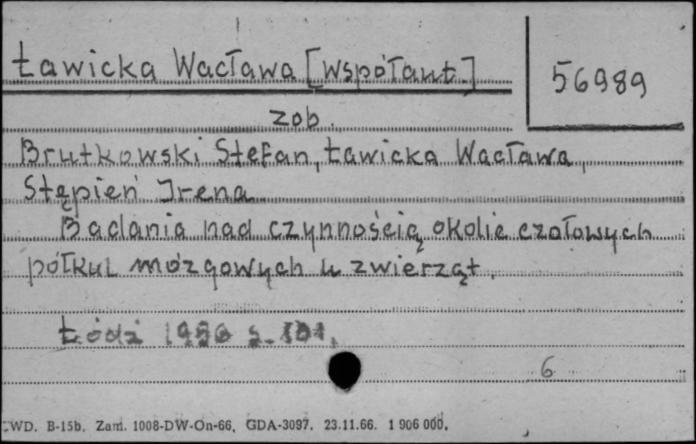 Ławicka Wacława [współaut.]
56989
zob.
Brutkowski Stefan, Ławicka Wacława,
Stępień Irena
Badania nad czynnością okolic czołowych
półkul mózgowych u zwierząt.
Łódź 1956 s.
6
WD. B-15b. Zam. 1008-DW-On-66. GDA-3097. 23.11.66. 1 906 000.